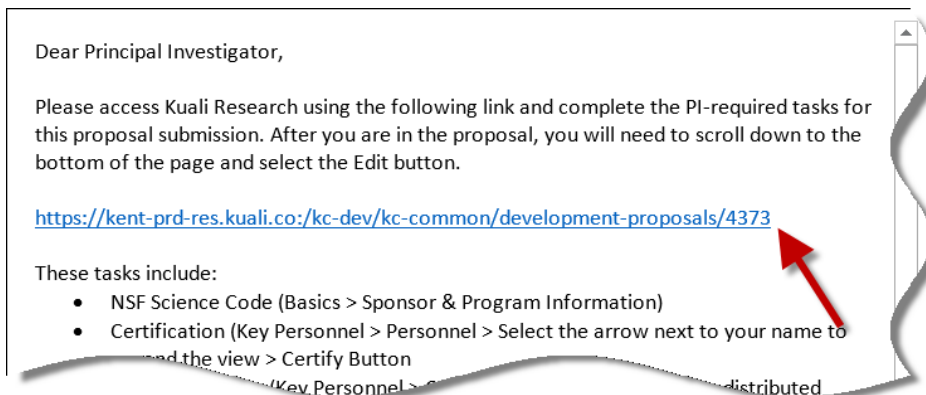 Dear Principal Investigator,
Please access Kuali Research using the following link and complete the PI-required tasks for
this proposal submission. After you are in the proposal, you will need to scroll down to the
bottom of the page and select the Edit button.
https://kent-prd-res.kuali.co:/kc-dev/kc-common/development-proposals/4373
These tasks include:
• NSF Science Code (Basics > Sponsor & Program Information)
• Certification (Key Personnel > Personnel > Select the arrow next to your name to
the view > Certify Button
(Key Personnel > distributed